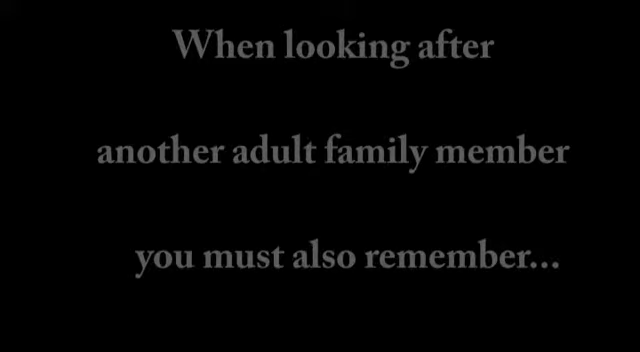 When looking after
another adult family member
you must also remember...